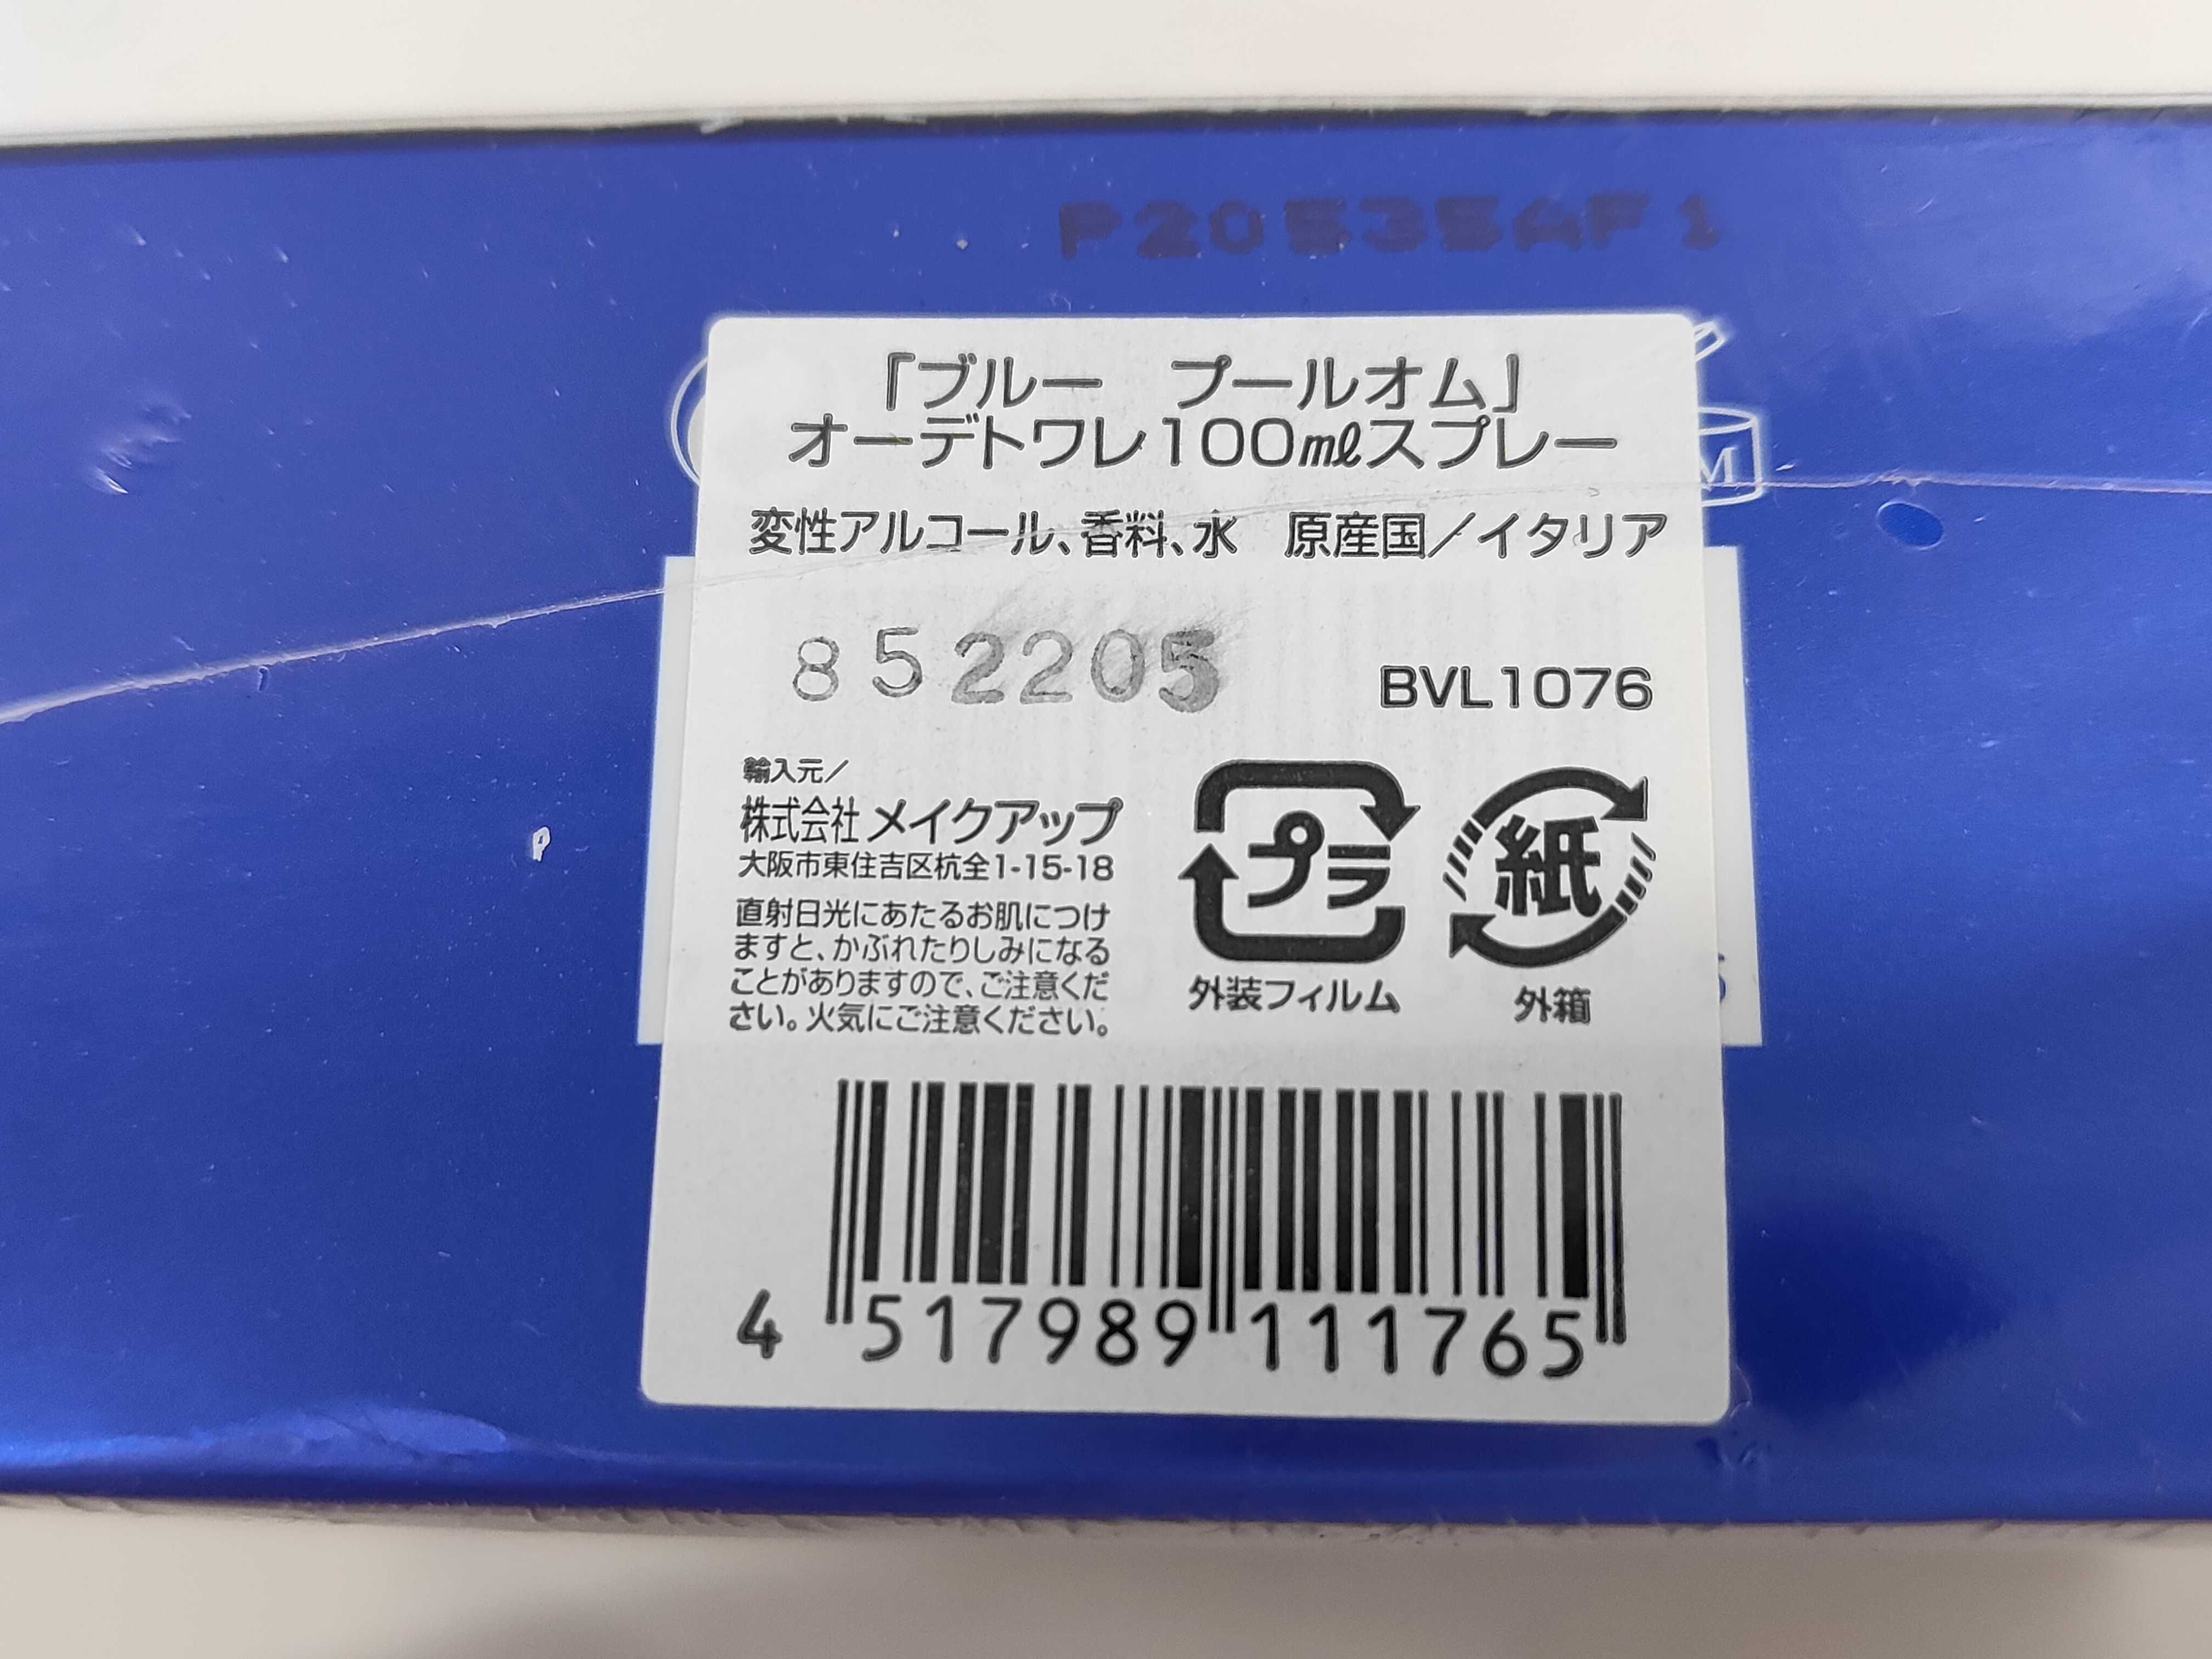 P20535AF1
「ブルー プールオム」
オーデトワレ100㎖スプレー
変性アルコール、香料、水 原産国／イタリア
852205
BVL1076
輸入元／
株式会社 メイクアップ
大阪市東住吉区杭全1-15-18
直射日光にあたるお肌につけ
ますと、かぶれたりしみになる
ことがありますので、ご注意くだ
さい。火気にご注意ください。
プラ
外装フィルム
紙
外箱
4 517989 111765
M